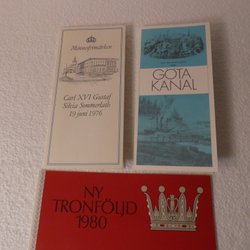 Minnesfrimärken
Carl XVI Gustaf
Silvia Sommerlath
19 juni 1976
GÖTA
KANAL
NY
TRONFÖLJD
1980